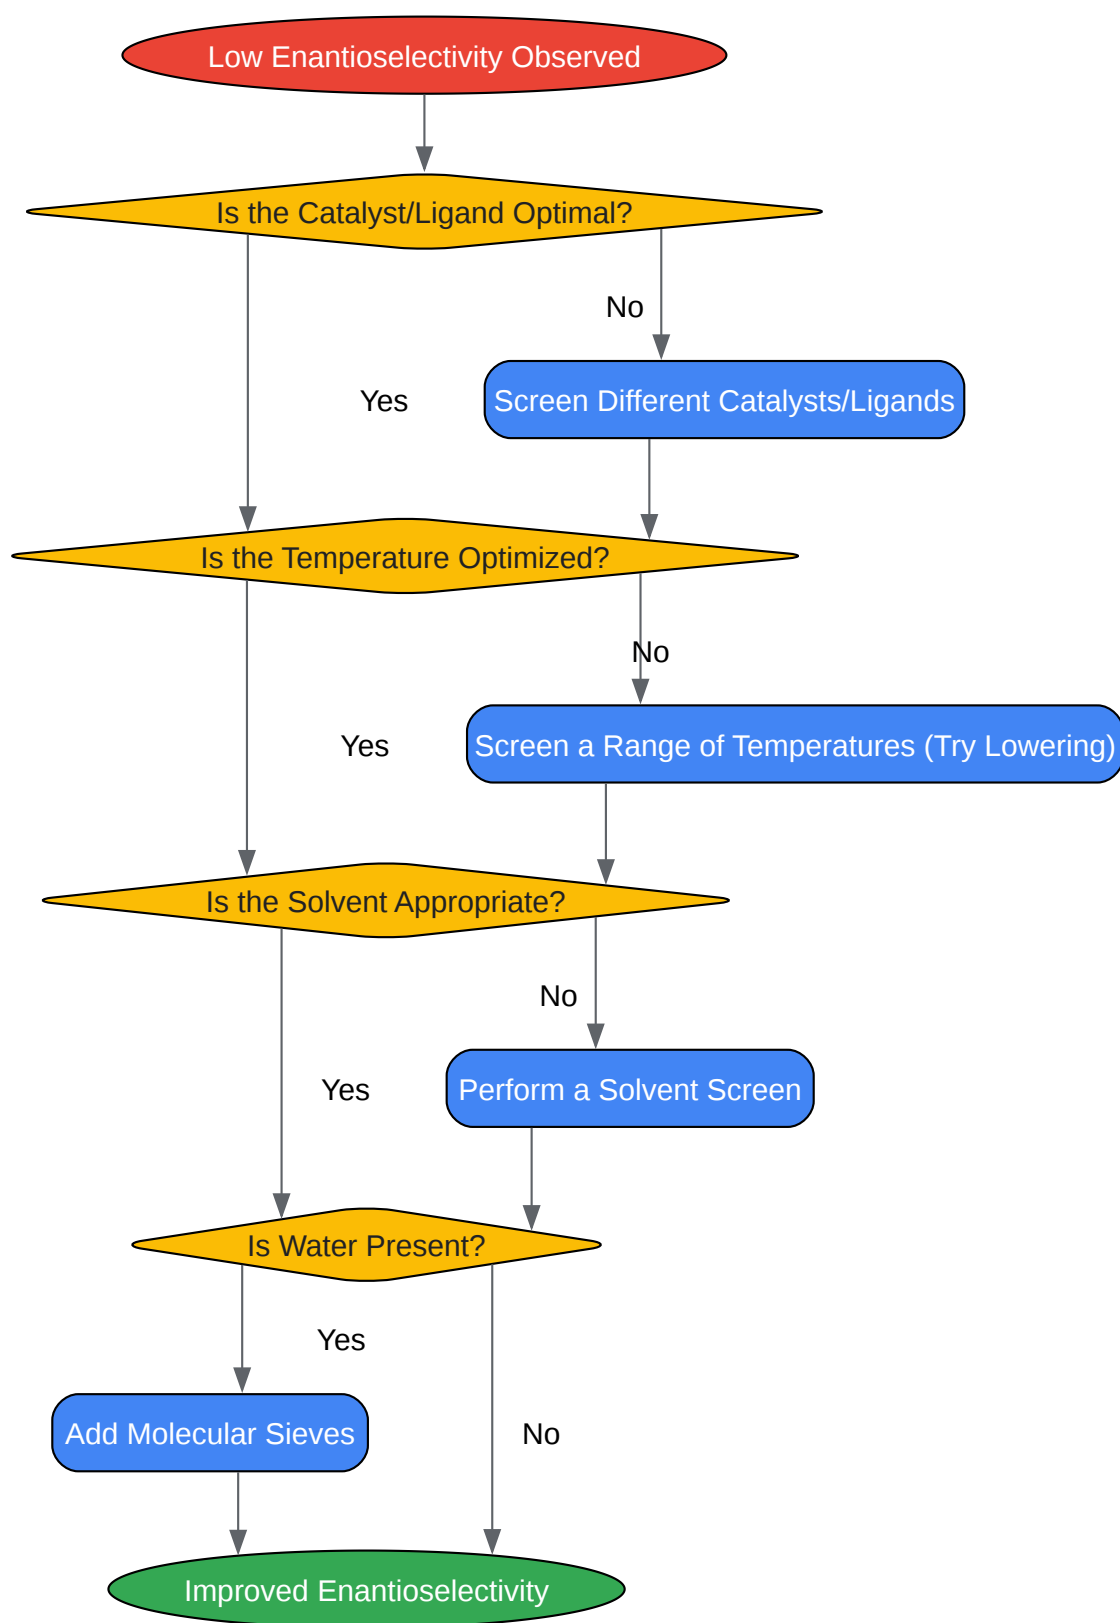 Low Enantioselectivity Observed
Is the Catalyst/Ligand Optimal?
No
Yes
Screen Different Catalysts/Ligands
Is the Temperature Optimized?
No
Yes
Screen a Range of Temperatures (Try Lowering)
Is the Solvent Appropriate?
No
Yes
Perform a Solvent Screen
Is Water Present?
Yes
Add Molecular Sieves
No
Improved Enantioselectivity